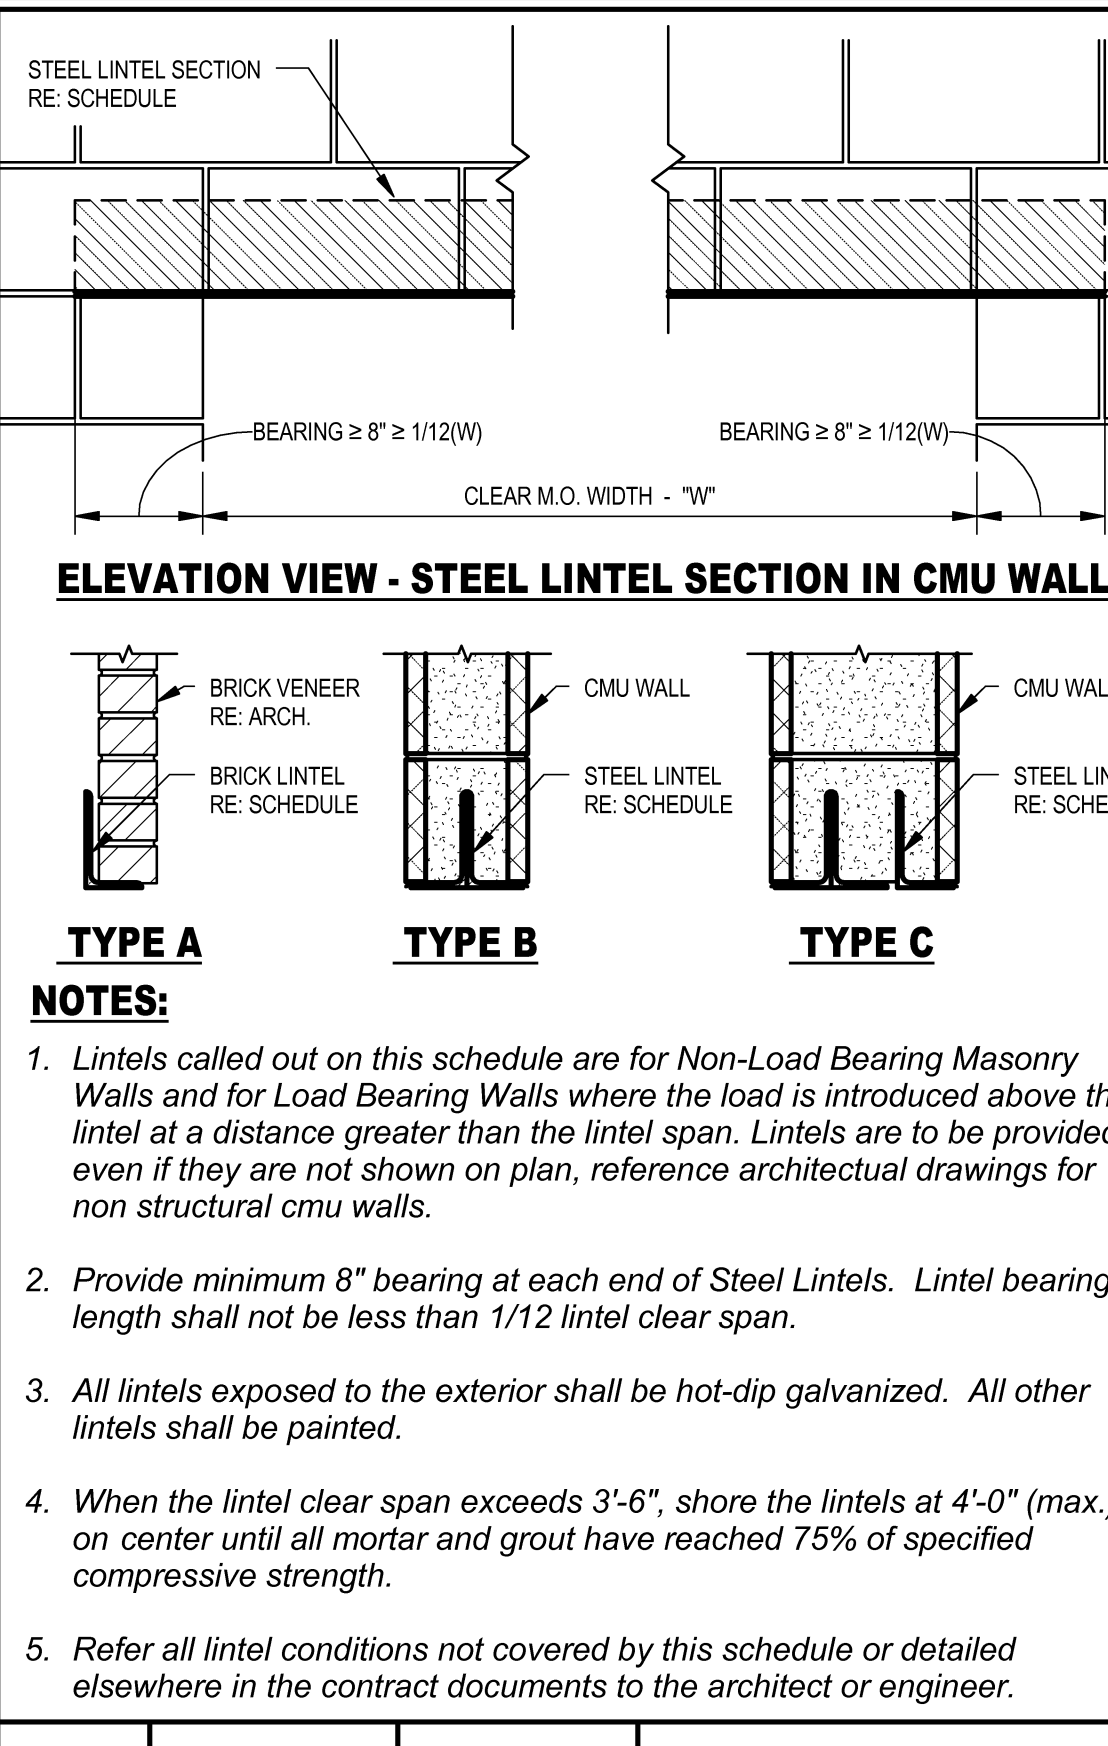 STEEL LINTEL SECTION
RE: SCHEDULE
BEARING ≥ 8" ≥ 1/12(W)
BEARING ≥ 8" ≥ 1/12(W)
CLEAR M.O. WIDTH - "W"
ELEVATION VIEW - STEEL LINTEL SECTION IN CMU WALL
BRICK VENEER
RE: ARCH.
BRICK LINTEL
RE: SCHEDULE
CMU WALL
STEEL LINTEL
RE: SCHEDULE
CMU WAL
STEEL LIN
RE: SCHE
TYPE A
TYPE B
TYPE C
NOTES:
1. Lintels called out on this schedule are for Non-Load Bearing Masonry
Walls and for Load Bearing Walls where the load is introduced above th
lintel at a distance greater than the lintel span. Lintels are to be provided
even if they are not shown on plan, reference architectual drawings for
non structural cmu walls.
2. Provide minimum 8" bearing at each end of Steel Lintels. Lintel bearing
length shall not be less than 1/12 lintel clear span.
3. All lintels exposed to the exterior shall be hot-dip galvanized. All other
lintels shall be painted.
4. When the lintel clear span exceeds 3'-6", shore the lintels at 4'-0" (max.)
on center until all mortar and grout have reached 75% of specified
compressive strength.
5. Refer all lintel conditions not covered by this schedule or detailed
elsewhere in the contract documents to the architect or engineer.